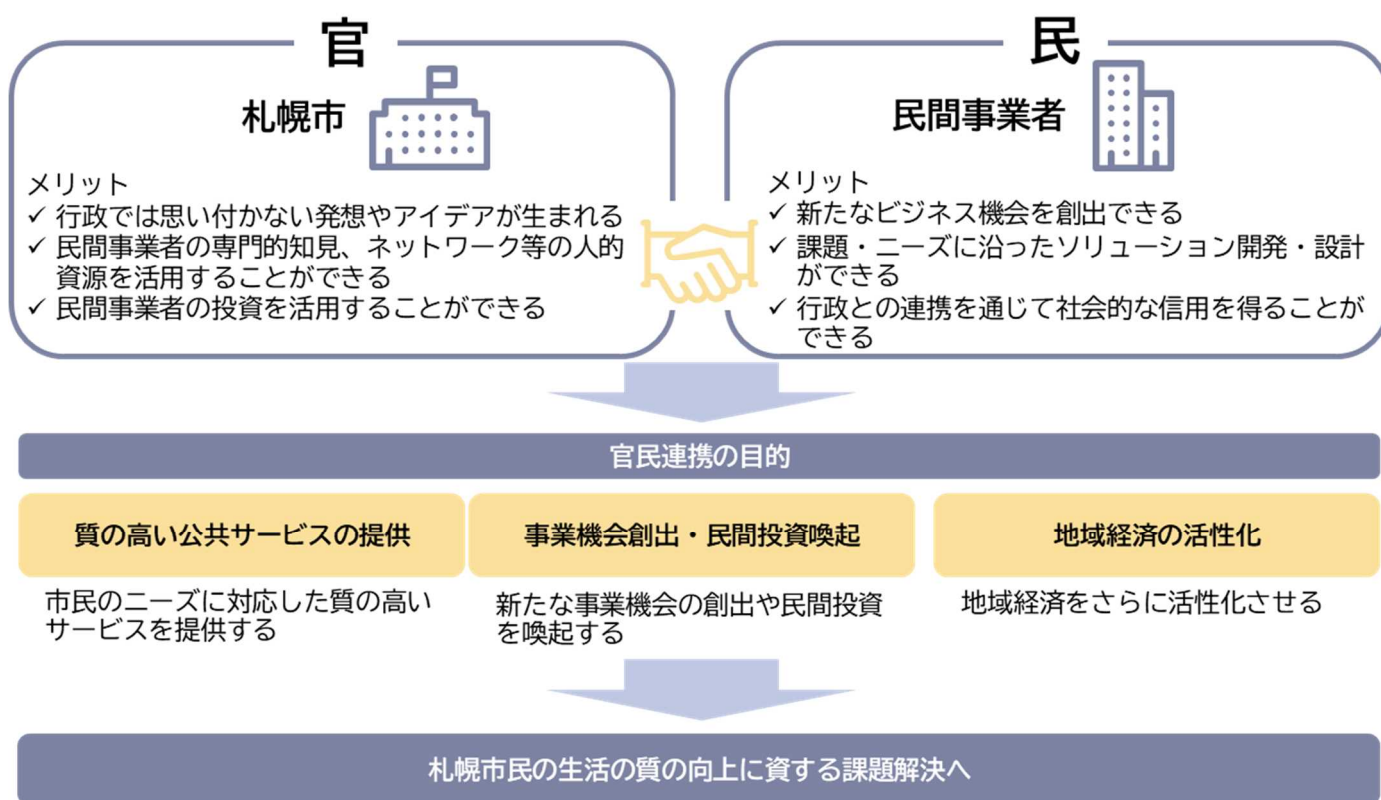 官
札幌市
メリット
✓ 行政では思い付かない発想やアイデアが生まれる
✓ 民間事業者の専門的知見、ネットワーク等の人的
資源を活用することができる
✓ 民間事業者の投資を活用することができる
民
民間事業者
メリット
✓ 新たなビジネス機会を創出できる
✓ 課題・ニーズに沿ったソリューション開発・設計
ができる
✓ 行政との連携を通じて社会的な信用を得ることが
できる
官民連携の目的
質の高い公共サービスの提供
市民のニーズに対応した質の高い
サービスを提供する
事業機会創出・民間投資喚起
新たな事業機会の創出や民間投資
を喚起する
地域経済の活性化
地域経済をさらに活性化させる
札幌市民の生活の質の向上に資する課題解決へ